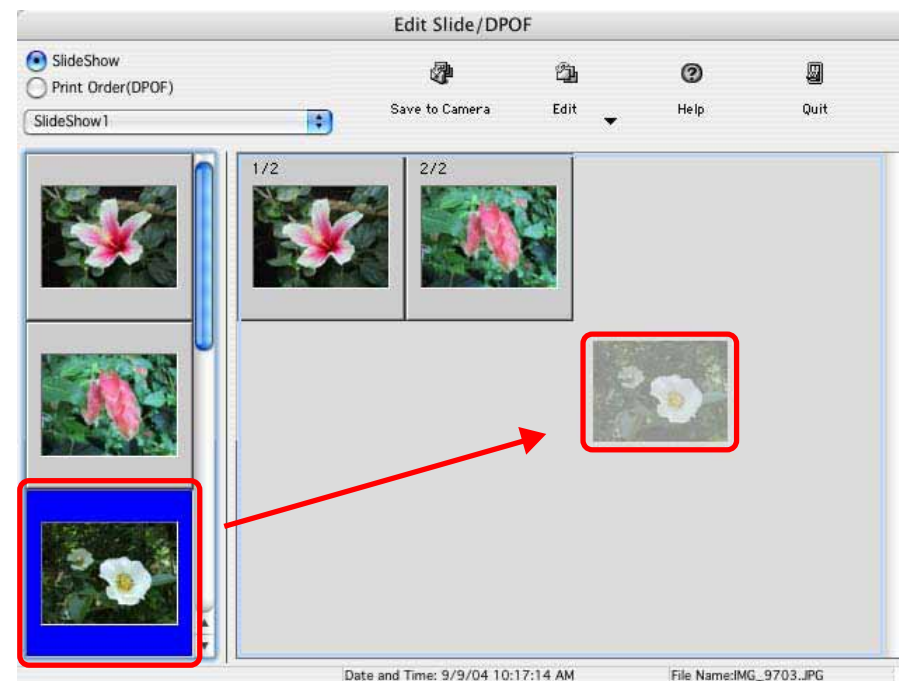 Edit Slide/DPOF
SlideShow
Print Order(DPOF)
SlideShow1
Save to Camera
Edit
Help
Quit
1/2
2/2
Date and Time: 9/9/04 10:17:14 AM
File Name:IMG_9703.JPG